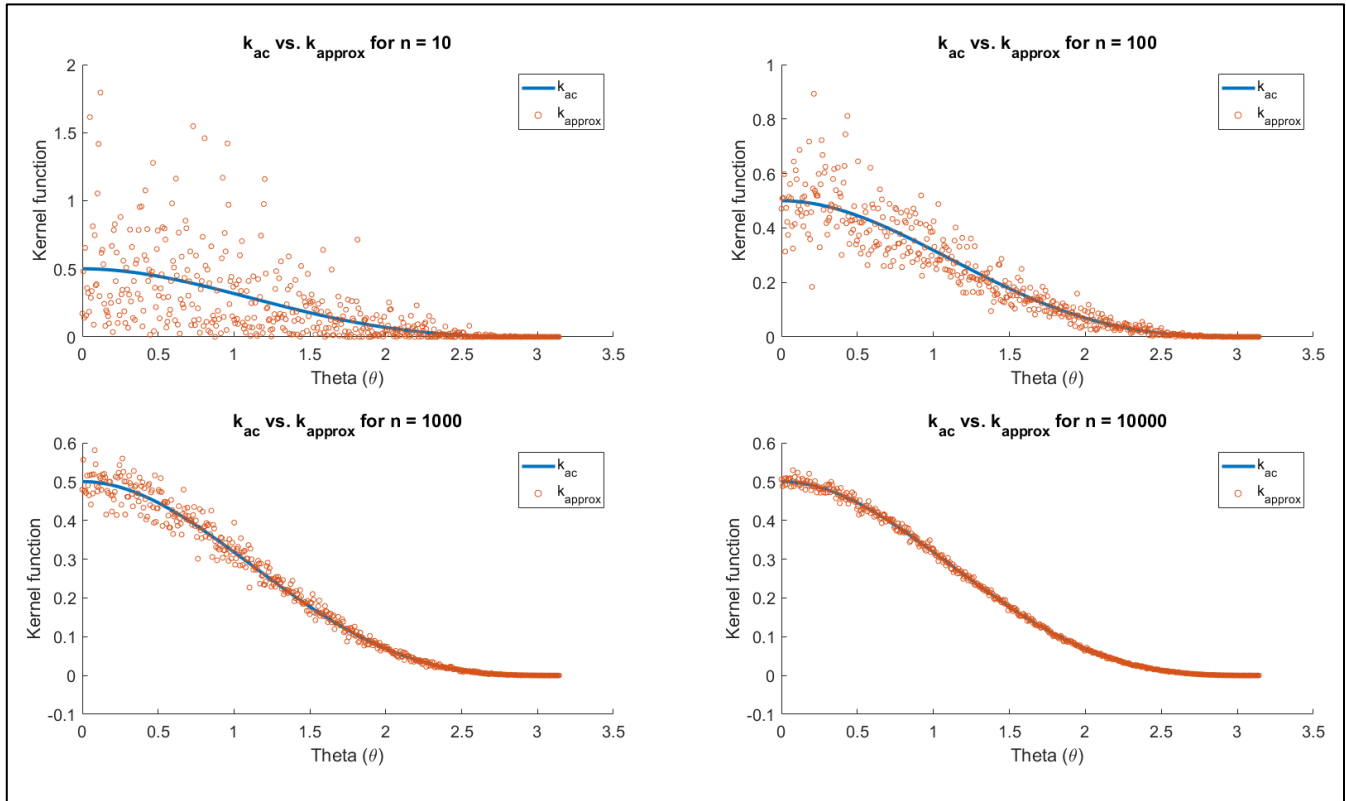 k_ac vs. k_approx for n = 10
2
1.5
1
0.5
0
Kernel function
k_ac
k_approx
0 0.5 1 1.5 2 2.5 3 3.5
Theta (θ)
k_ac vs. k_approx for n = 100
1
0.8
0.6
0.4
0.2
0
Kernel function
k_ac
k_approx
0 0.5 1 1.5 2 2.5 3 3.5
Theta (θ)
k_ac vs. k_approx for n = 1000
0.6
0.5
0.4
0.3
0.2
0.1
0
-0.1
Kernel function
k_ac
k_approx
0 0.5 1 1.5 2 2.5 3 3.5
Theta (θ)
k_ac vs. k_approx for n = 10000
0.6
0.5
0.4
0.3
0.2
0.1
0
-0.1
Kernel function
k_ac
k_approx
0 0.5 1 1.5 2 2.5 3 3.5
Theta (θ)